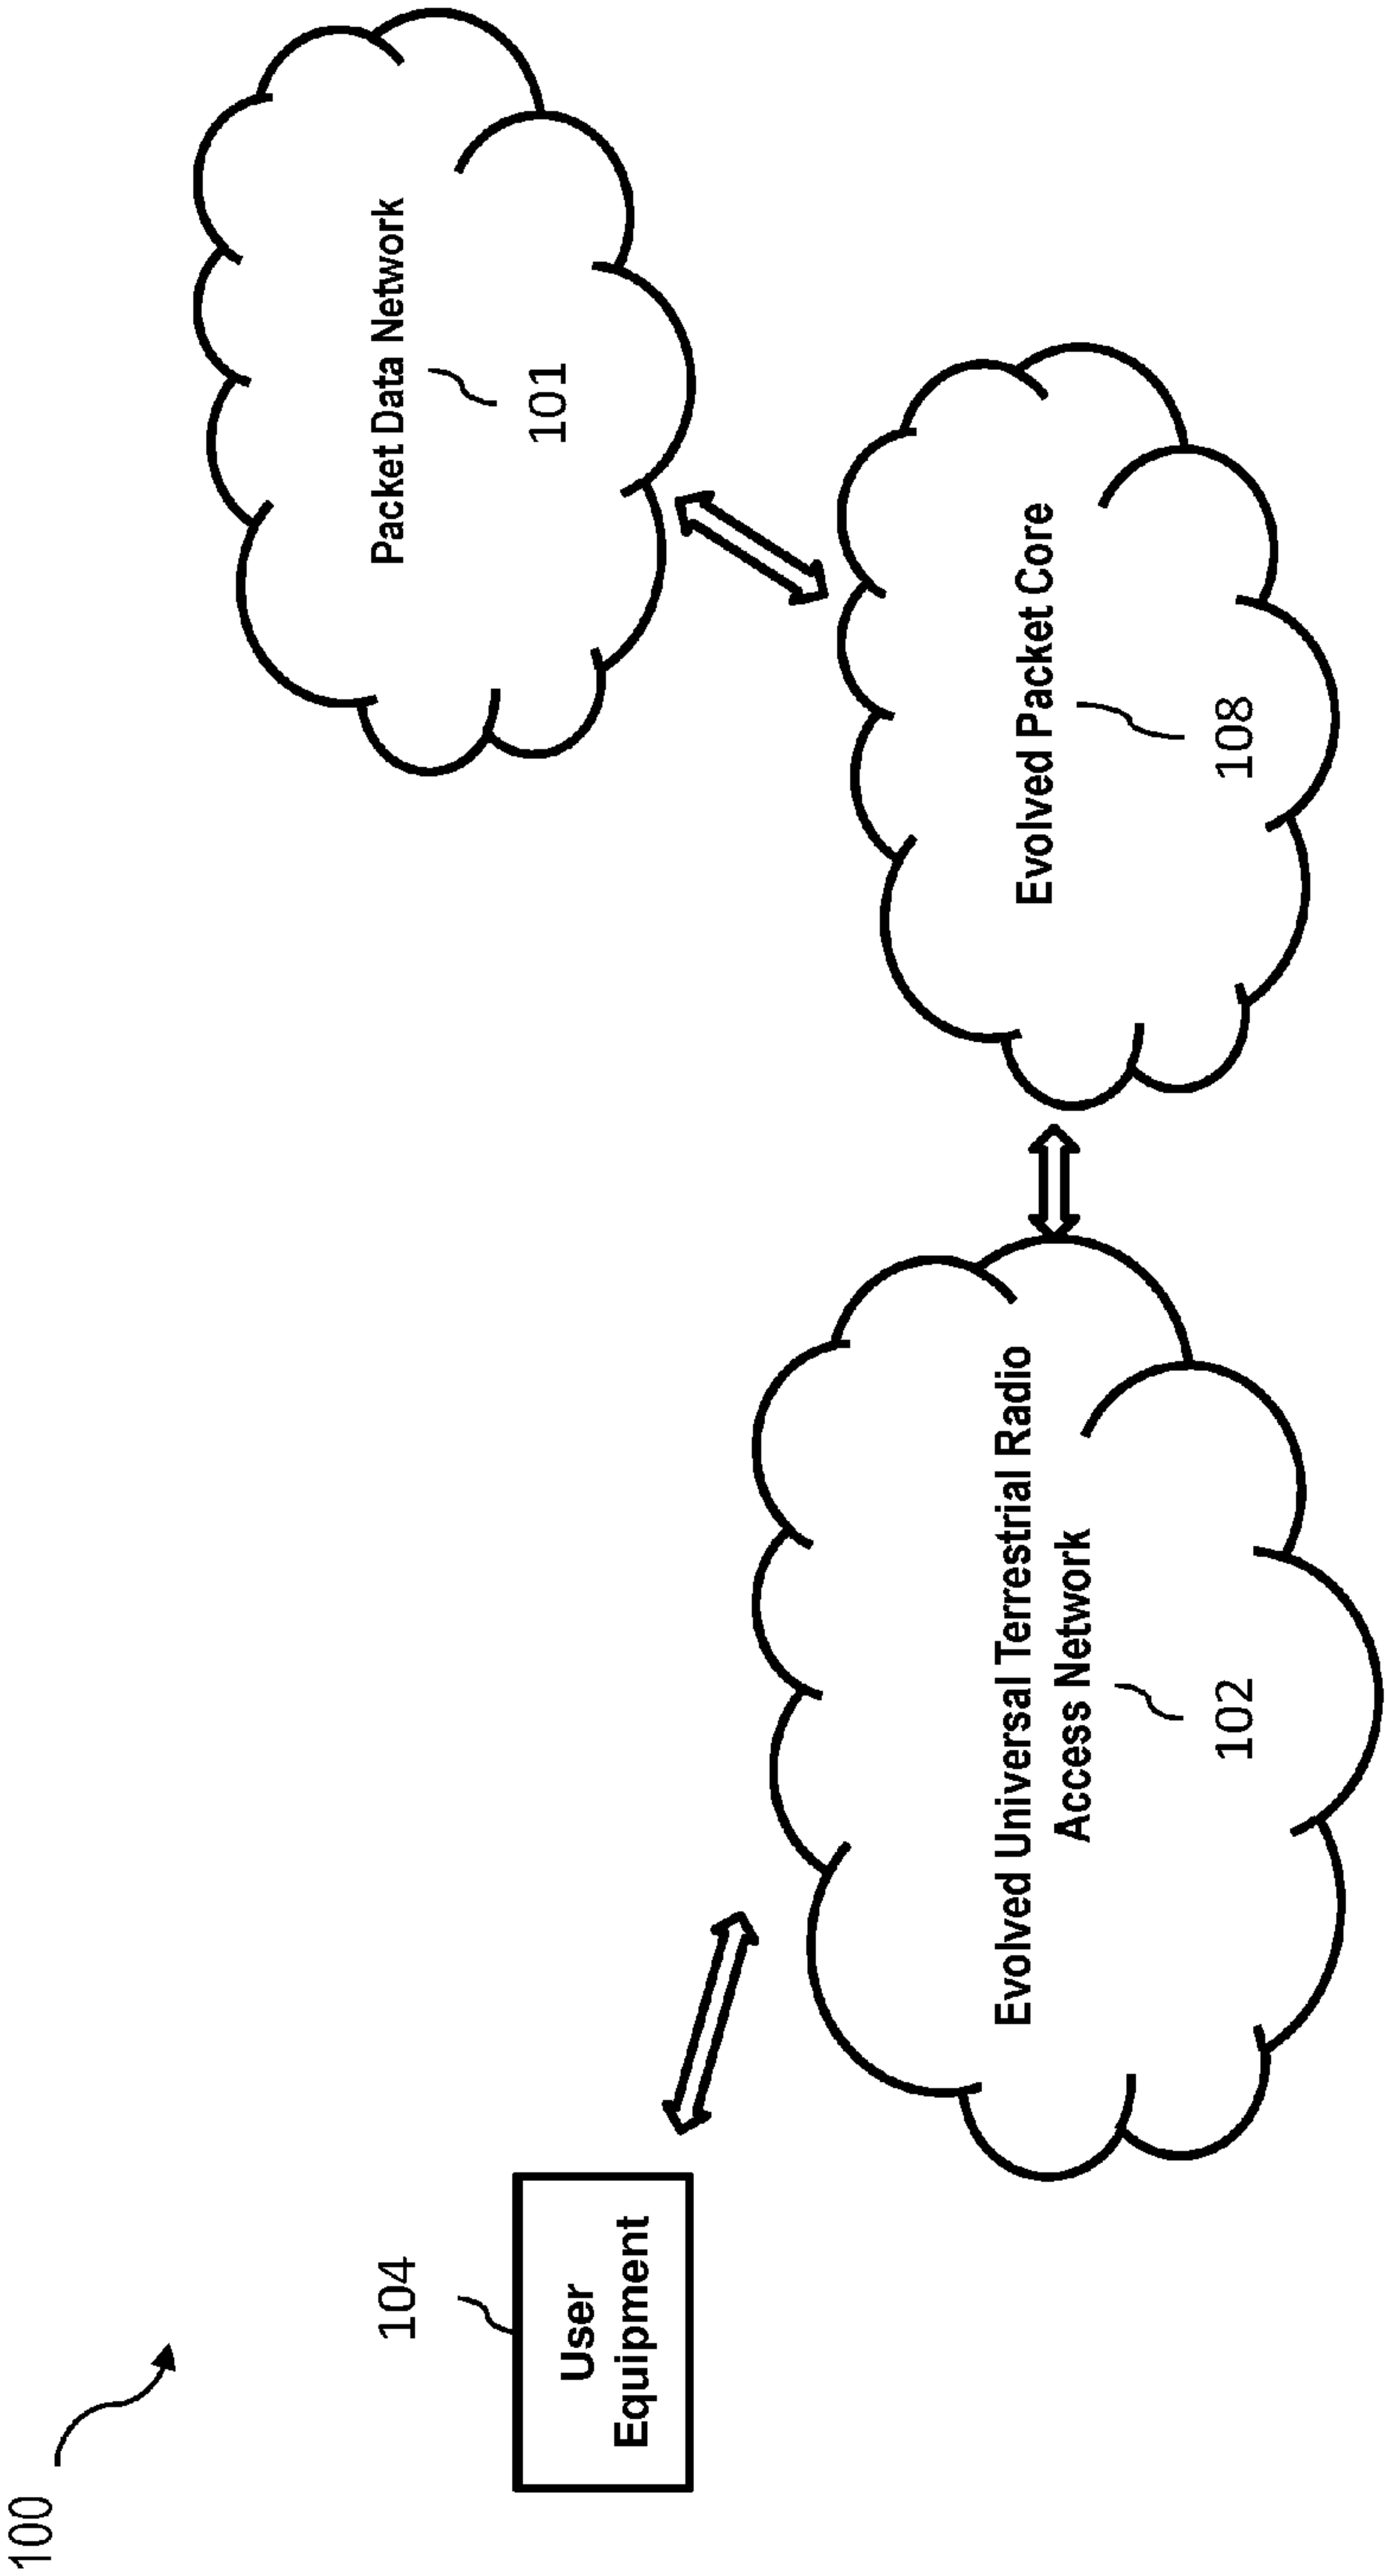 100
104
User
Equipment
Evolved Universal Terrestrial Radio
Access Network
102
Evolved Packet Core
108
Packet Data Network
101